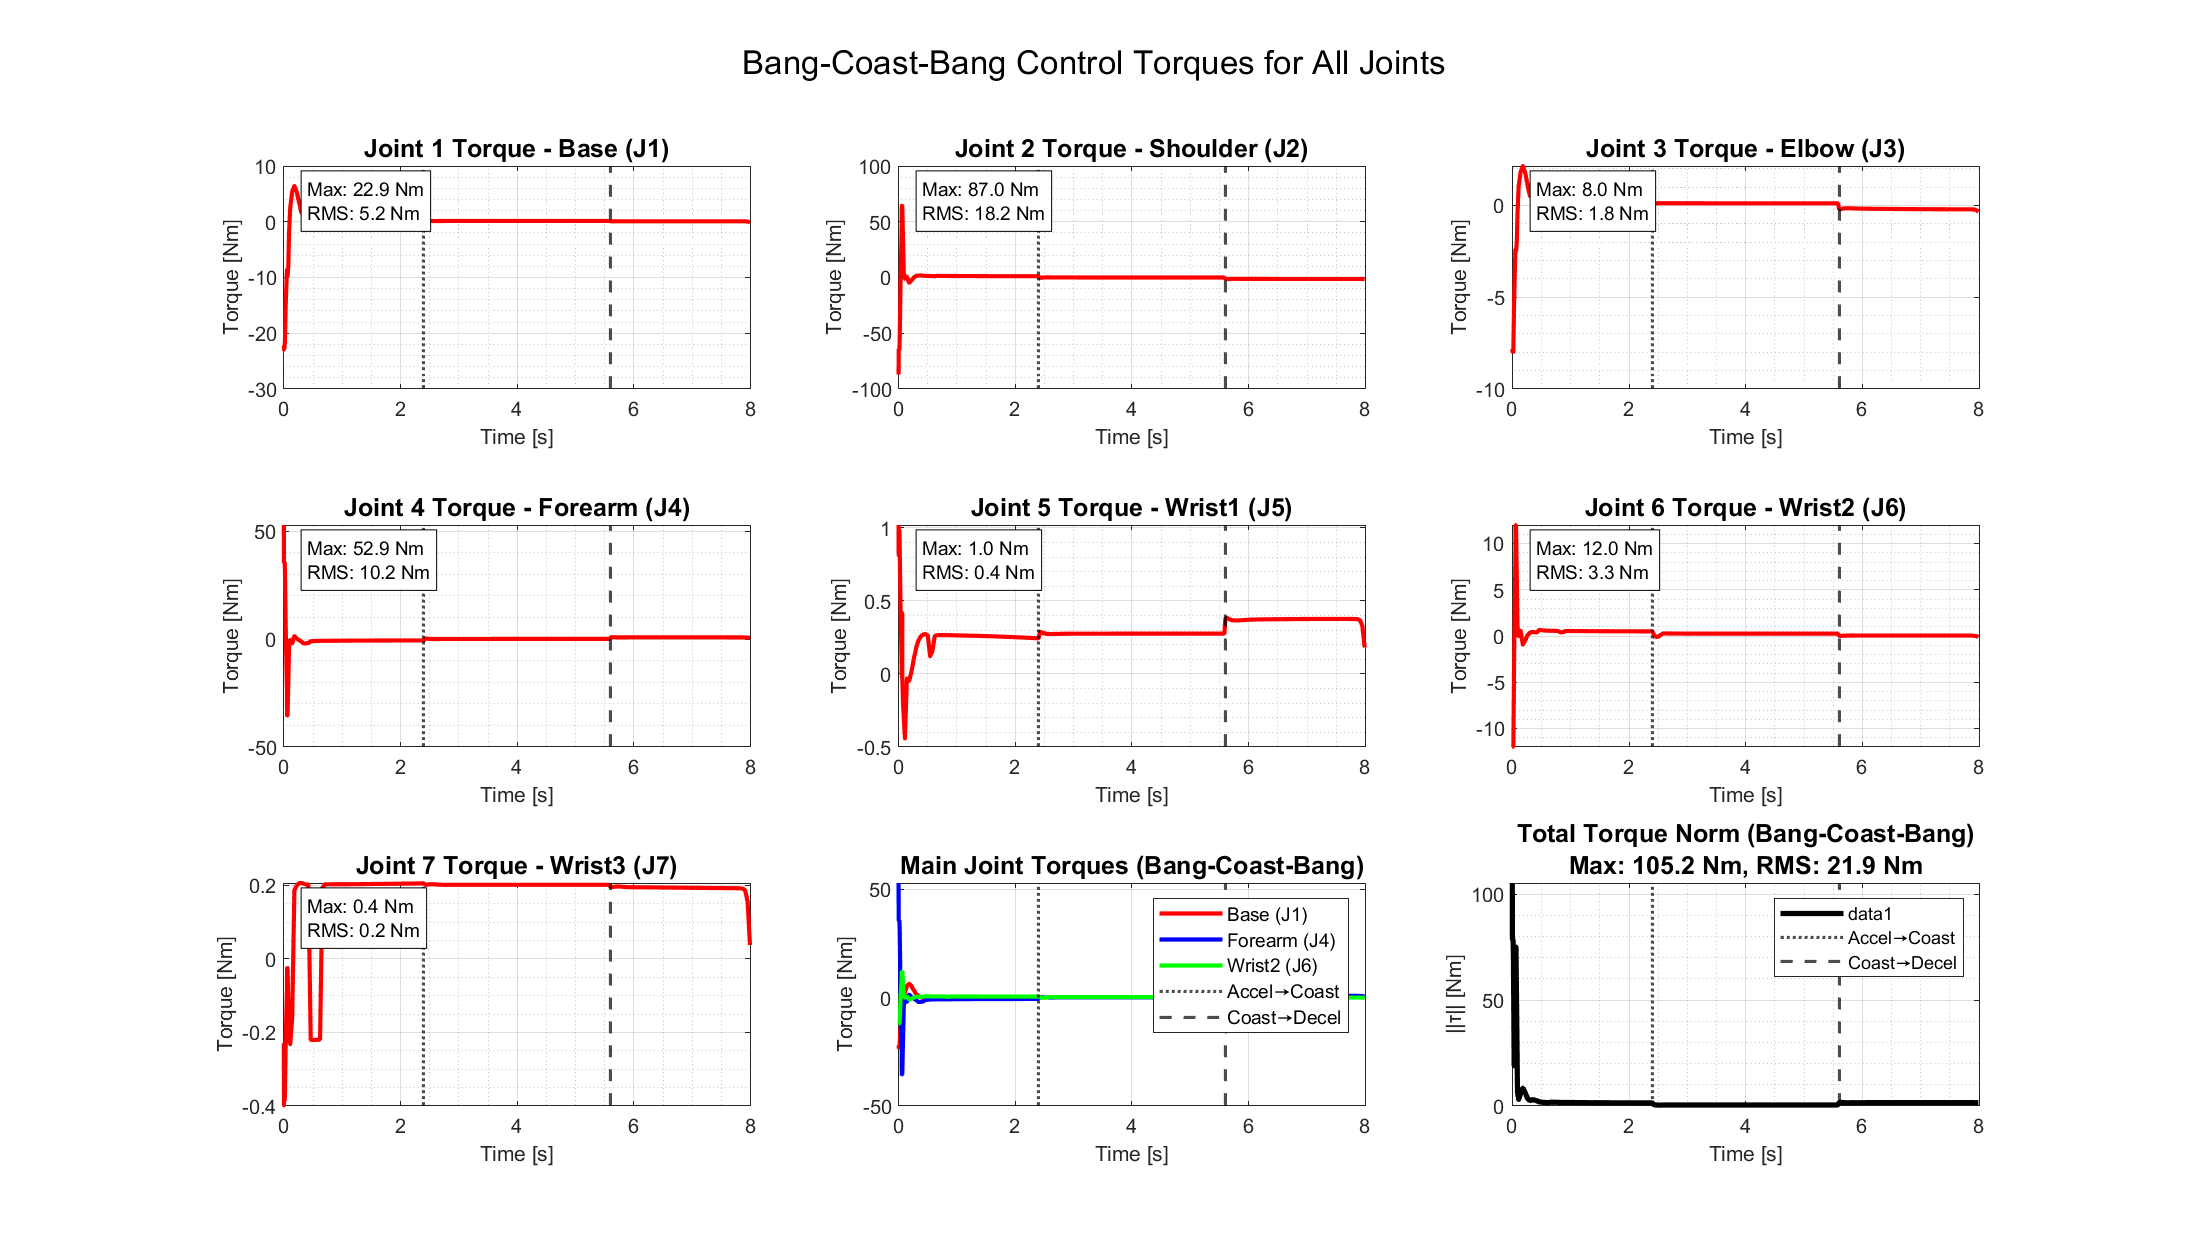 Bang-Coast-Bang Control Torques for All Joints
Joint 1 Torque - Base (J1)
Max: 22.9 Nm
RMS: 5.2 Nm
Torque [Nm]
10
0
-10
-20
-30
0 2 4 6 8
Time [s]
Joint 2 Torque - Shoulder (J2)
Max: 87.0 Nm
RMS: 18.2 Nm
Torque [Nm]
100
50
0
-50
-100
0 2 4 6 8
Time [s]
Joint 3 Torque - Elbow (J3)
Max: 8.0 Nm
RMS: 1.8 Nm
Torque [Nm]
0
-5
-10
0 2 4 6 8
Time [s]
Joint 4 Torque - Forearm (J4)
Max: 52.9 Nm
RMS: 10.2 Nm
Torque [Nm]
50
0
-50
0 2 4 6 8
Time [s]
Joint 5 Torque - Wrist1 (J5)
Max: 1.0 Nm
RMS: 0.4 Nm
Torque [Nm]
1
0.5
0
-0.5
0 2 4 6 8
Time [s]
Joint 6 Torque - Wrist2 (J6)
Max: 12.0 Nm
RMS: 3.3 Nm
Torque [Nm]
10
5
0
-5
-10
0 2 4 6 8
Time [s]
Joint 7 Torque - Wrist3 (J7)
Max: 0.4 Nm
RMS: 0.2 Nm
Torque [Nm]
0.2
0
-0.2
-0.4
0 2 4 6 8
Time [s]
Main Joint Torques (Bang-Coast-Bang)
Base (J1)
Forearm (J4)
Wrist2 (J6)
Accel→Coast
Coast→Decel
Torque [Nm]
50
0
-50
0 2 4 6 8
Time [s]
Total Torque Norm (Bang-Coast-Bang)
Max: 105.2 Nm, RMS: 21.9 Nm
data1
Accel→Coast
Coast→Decel
||τ|| [Nm]
100
50
0
0 2 4 6 8
Time [s]